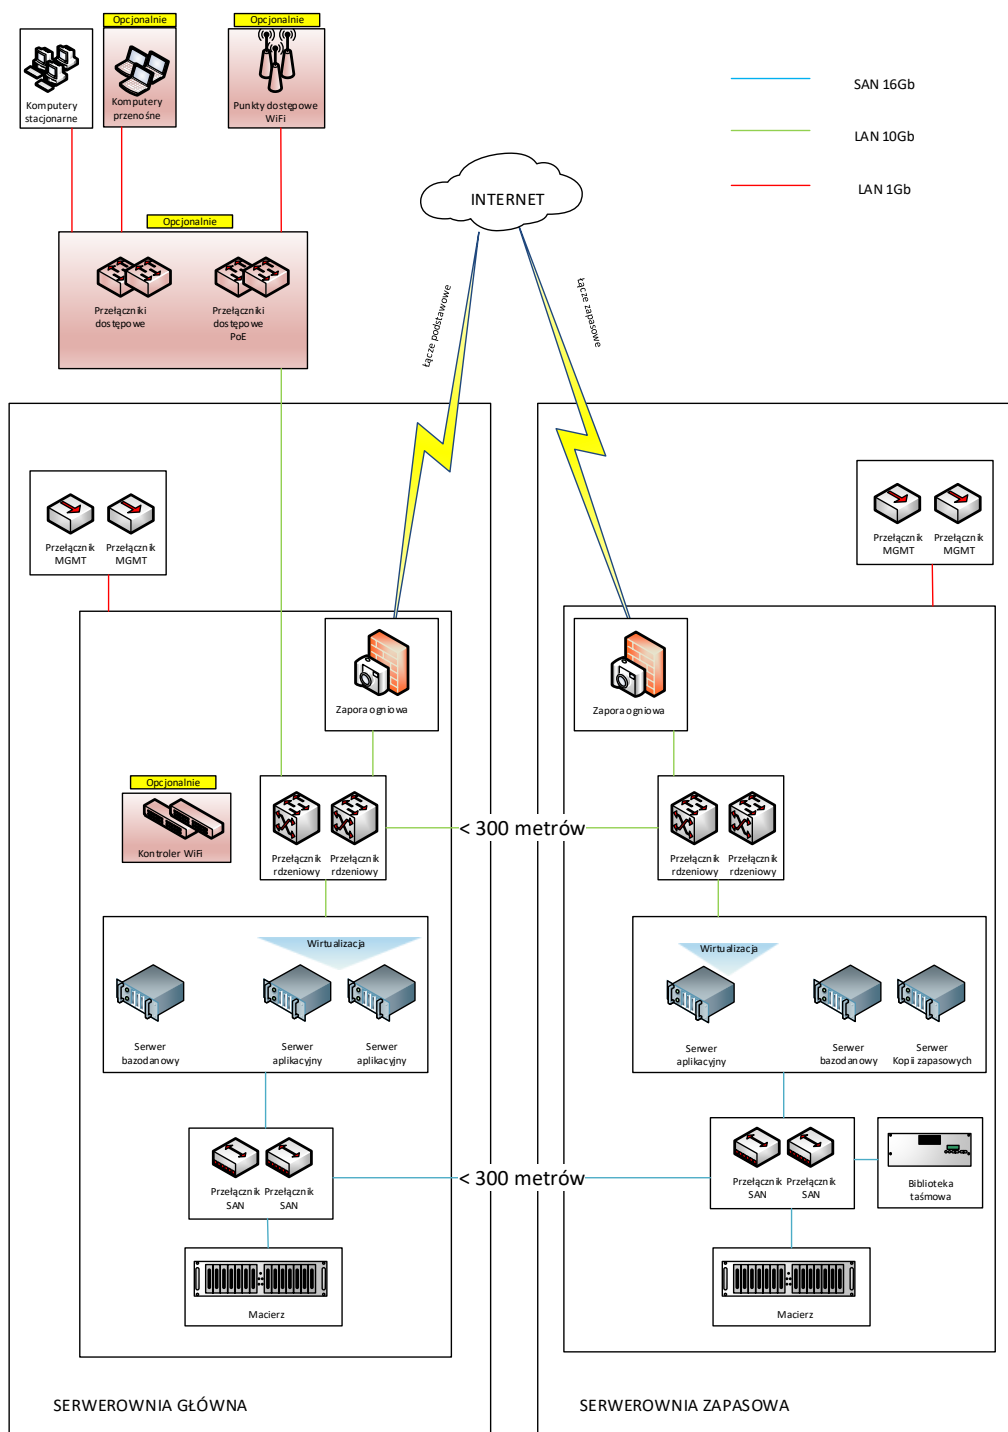 Opcjonalnie
Opcjonalnie
Komputery
stacjonarne
Komputery
przenośne
Punkty dostępowe
WiFi
SAN 16Gb
LAN 10Gb
LAN 1Gb
INTERNET
Opcjonalnie
Przełączniki
dostępowe
Przełączniki
dostępowe
PoE
Łącze podstawowe
Łącze zapasowe
Przełącznik
MGMT
Przełącznik
MGMT
Przełącznik
MGMT
Przełącznik
MGMT
Zapora ogniowa
Zapora ogniowa
Opcjonalnie
Kontroler WiFi
Przełącznik
rdzeniowy
Przełącznik
rdzeniowy
< 300 metrów
Przełącznik
rdzeniowy
Przełącznik
rdzeniowy
Wirtualizacja
Serwer
bazodanowy
Serwer
aplikacyjny
Serwer
aplikacyjny
Wirtualizacja
Serwer
aplikacyjny
Serwer
bazodanowy
Serwer
Kopii zapasowych
Przełącznik
SAN
Przełącznik
SAN
< 300 metrów
Przełącznik
SAN
Przełącznik
SAN
Biblioteka
taśmowa
Macierz
Macierz
SERWEROWNIA GŁÓWNA
SERWEROWNIA ZAPASOWA